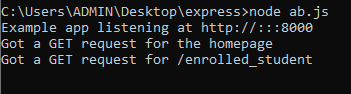 C:\Users\ADMIN\Desktop\express>node ab.js
Example app listening at http://:::8000
Got a GET request for the homepage
Got a GET request for /enrolled_student